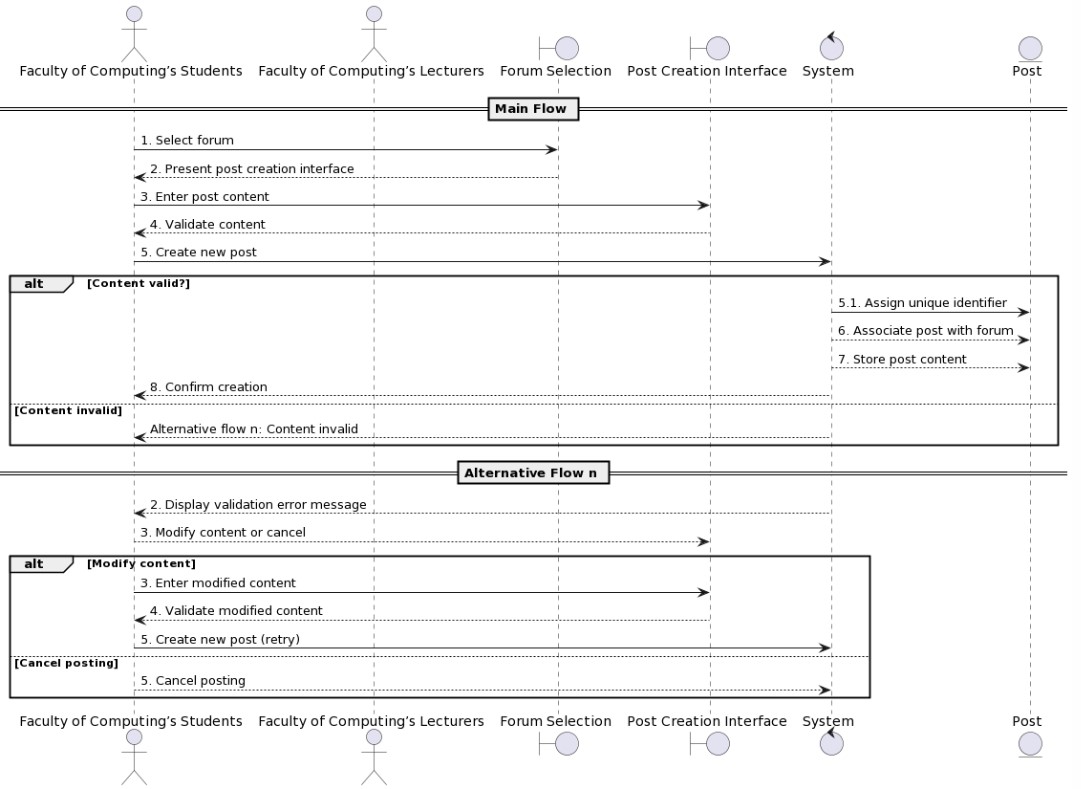 Faculty of Computing’s Students Faculty of Computing’s Lecturers Forum Selection Post Creation Interface System Post
Main Flow
1. Select forum
2. Present post creation interface
3. Enter post content
4. Validate content
5. Create new post
alt [Content valid?]
5.1. Assign unique identifier
6. Associate post with forum
7. Store post content
8. Confirm creation
[Content invalid]
Alternative flow n: Content invalid
Alternative Flow n
2. Display validation error message
3. Modify content or cancel
alt [Modify content]
3. Enter modified content
4. Validate modified content
5. Create new post (retry)
[Cancel posting]
5. Cancel posting
Faculty of Computing’s Students Faculty of Computing’s Lecturers Forum Selection Post Creation Interface System Post